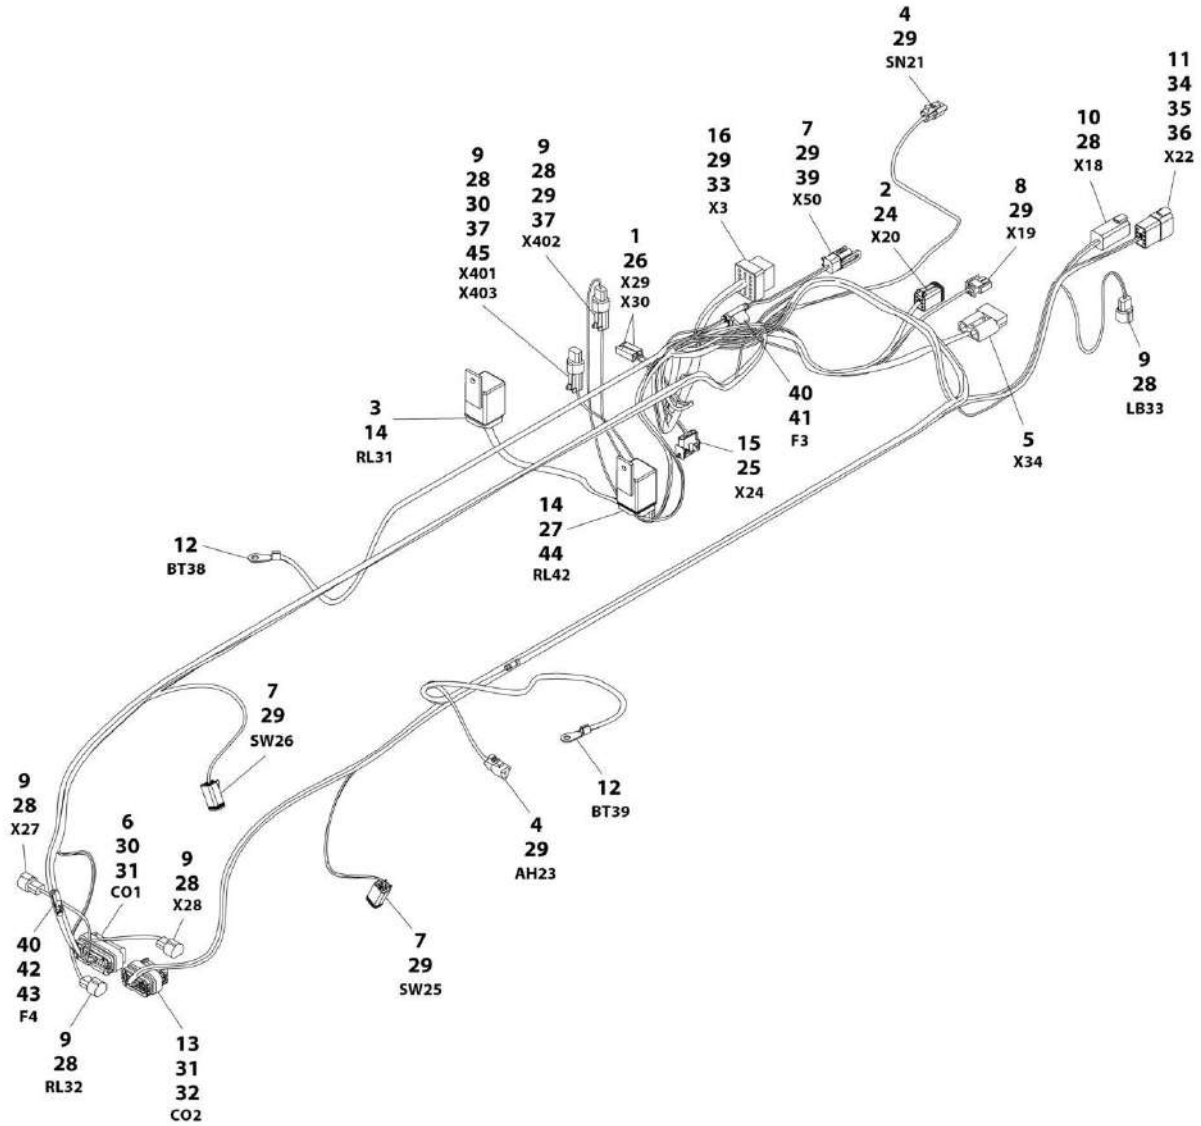 4
29
SN21
11
34
35
36
X22
10
28
X18
16
29
33
X3
7
29
39
X50
9
28
30
37
45
X401
X403
9
28
29
37
X402
2
24
X20
8
29
X19
1
26
X29
X30
9
28
LB33
40
41
F3
5
X34
3
14
RL31
15
25
X24
14
27
44
RL42
12
BT38
7
29
SW26
12
BT39
9
28
X27
6
30
31
CO1
4
29
AH23
9
28
X28
7
29
SW25
40
42
43
F4
9
28
RL32
13
31
32
CO2